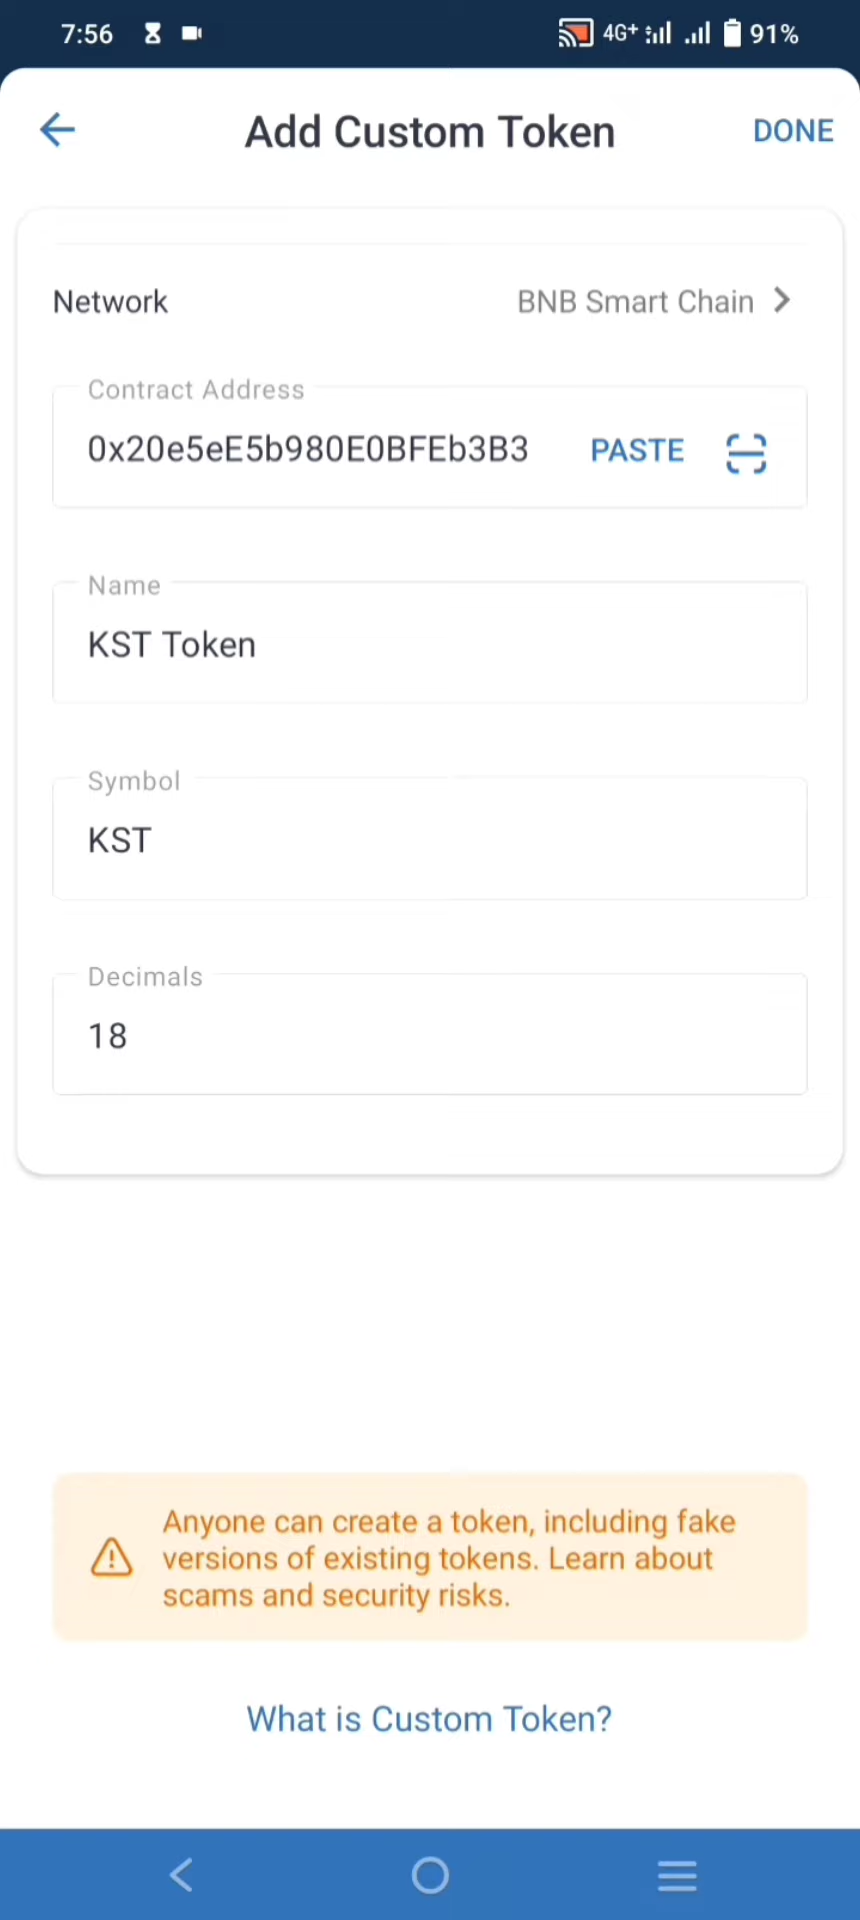 7:56 4G+ 91%
Add Custom Token DONE
Network BNB Smart Chain
Contract Address
0x20e5eE5b980E0BFEb3B3 PASTE
Name
KST Token
Symbol
KST
Decimals
18
Anyone can create a token, including fake
versions of existing tokens. Learn about
scams and security risks.
What is Custom Token?